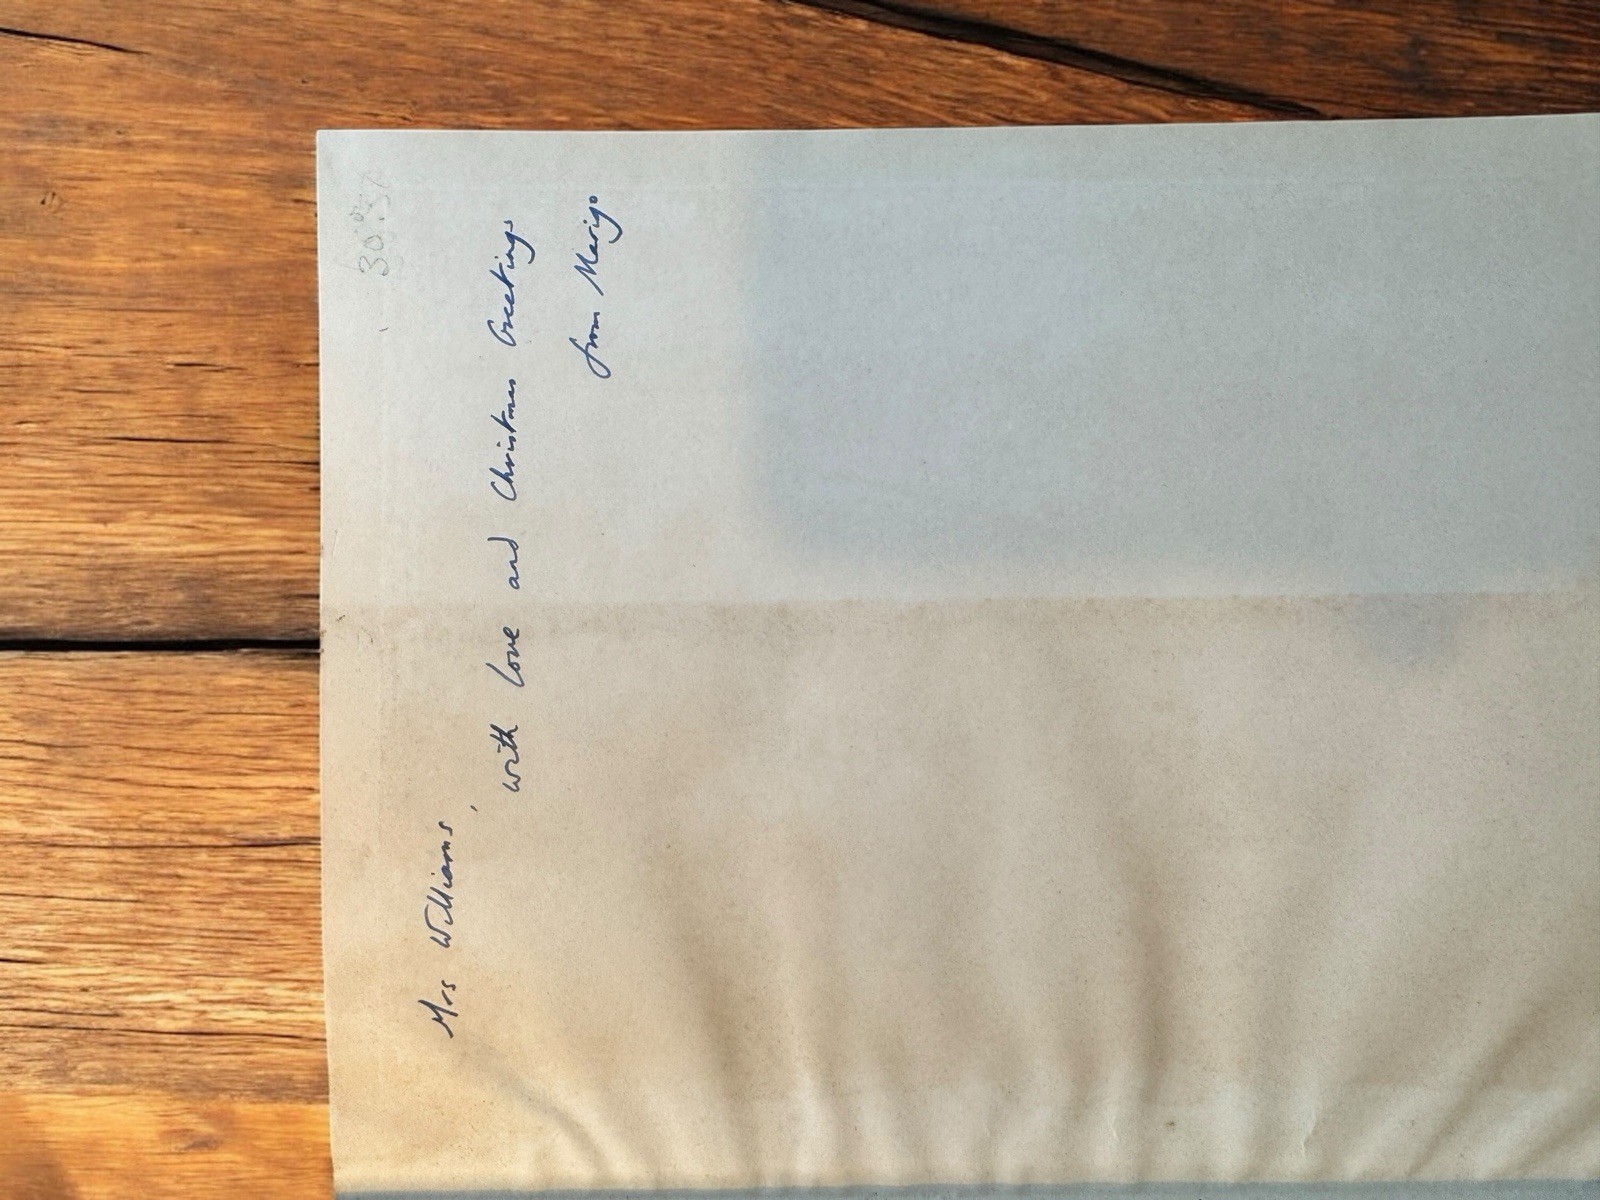 Mrs Williams,
with love and Christmas Greetings
from Marigo